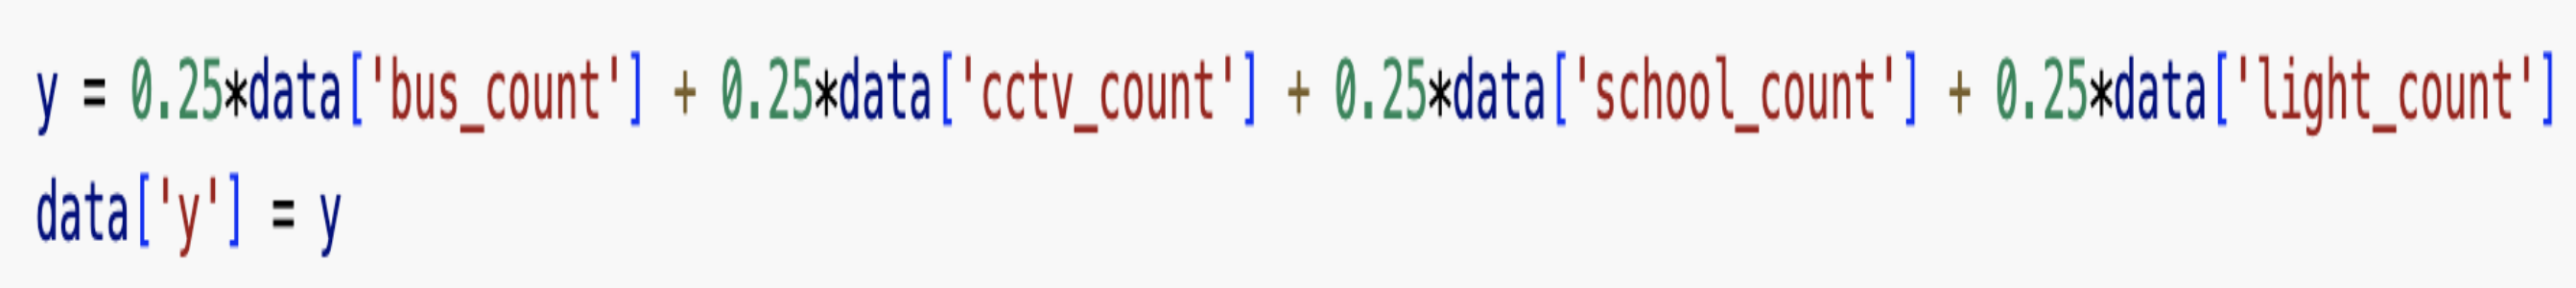 y = 0.25*data['bus_count'] + 0.25*data['cctv_count'] + 0.25*data['school_count'] + 0.25*data['light_count']
data['y'] = y